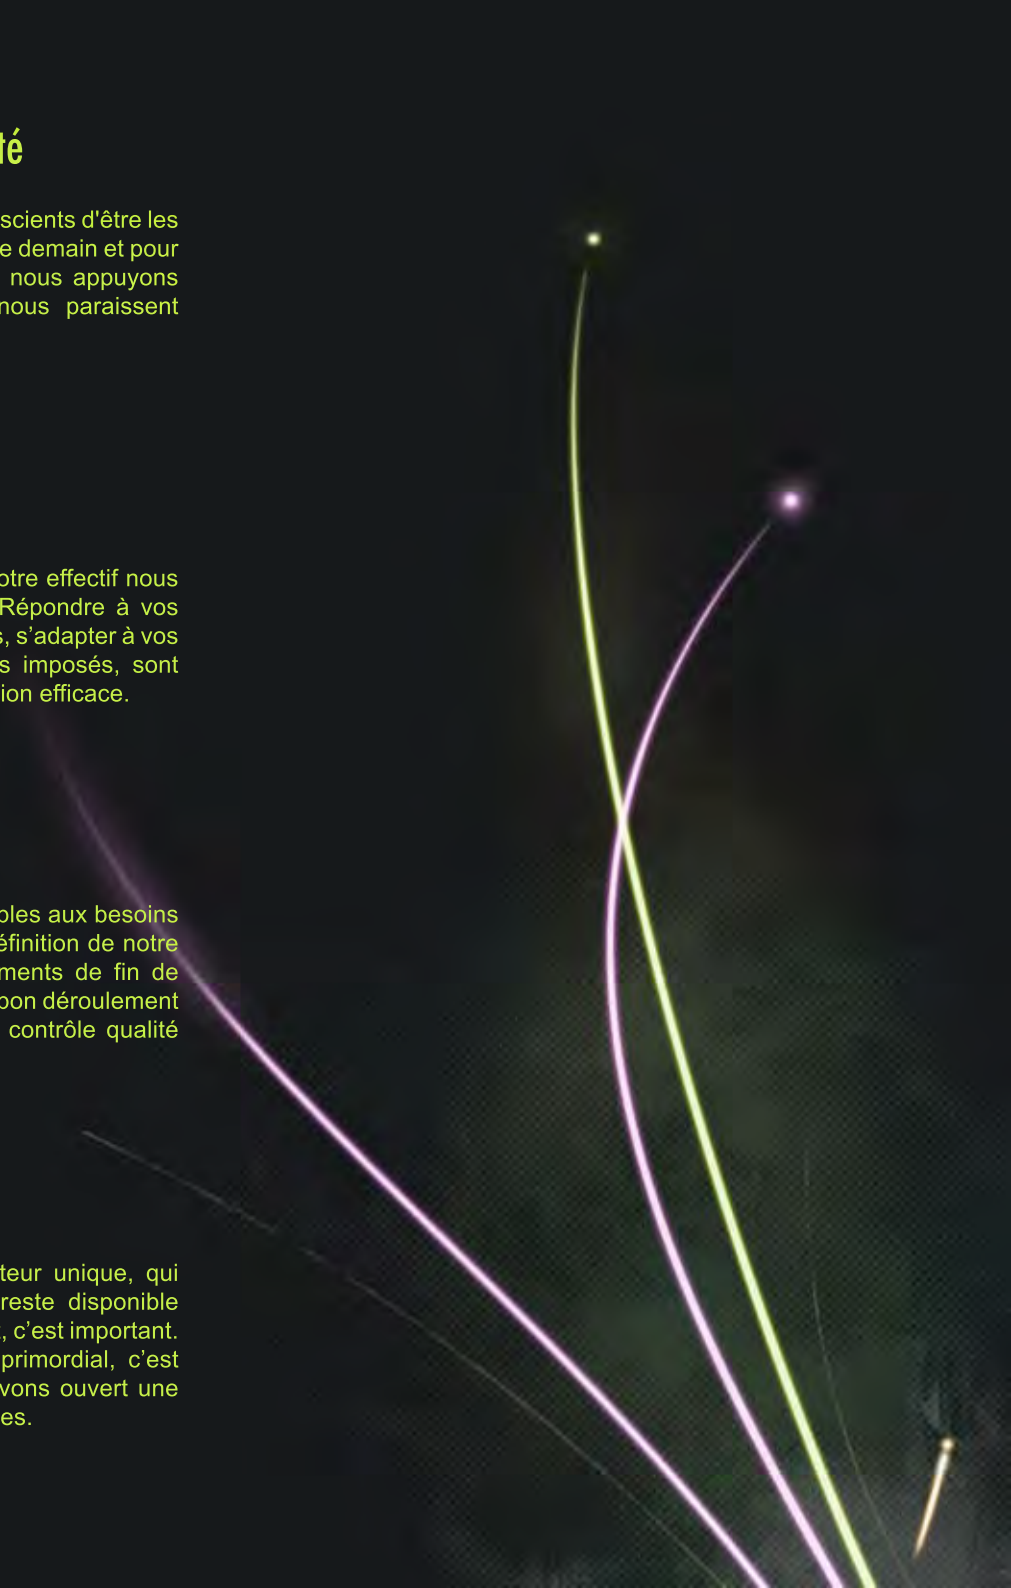 té
scients d'être les
e demain et pour
nous appuyons
nous paraissent
otre effectif nous
Répondre à vos
s, s’adapter à vos
s imposés, sont
ion efficace.
bles aux besoins
éfinition de notre
ments de fin de
bon déroulement
contrôle qualité
teur unique, qui
reste disponible
, c’est important.
primordial, c’est
vons ouvert une
es.